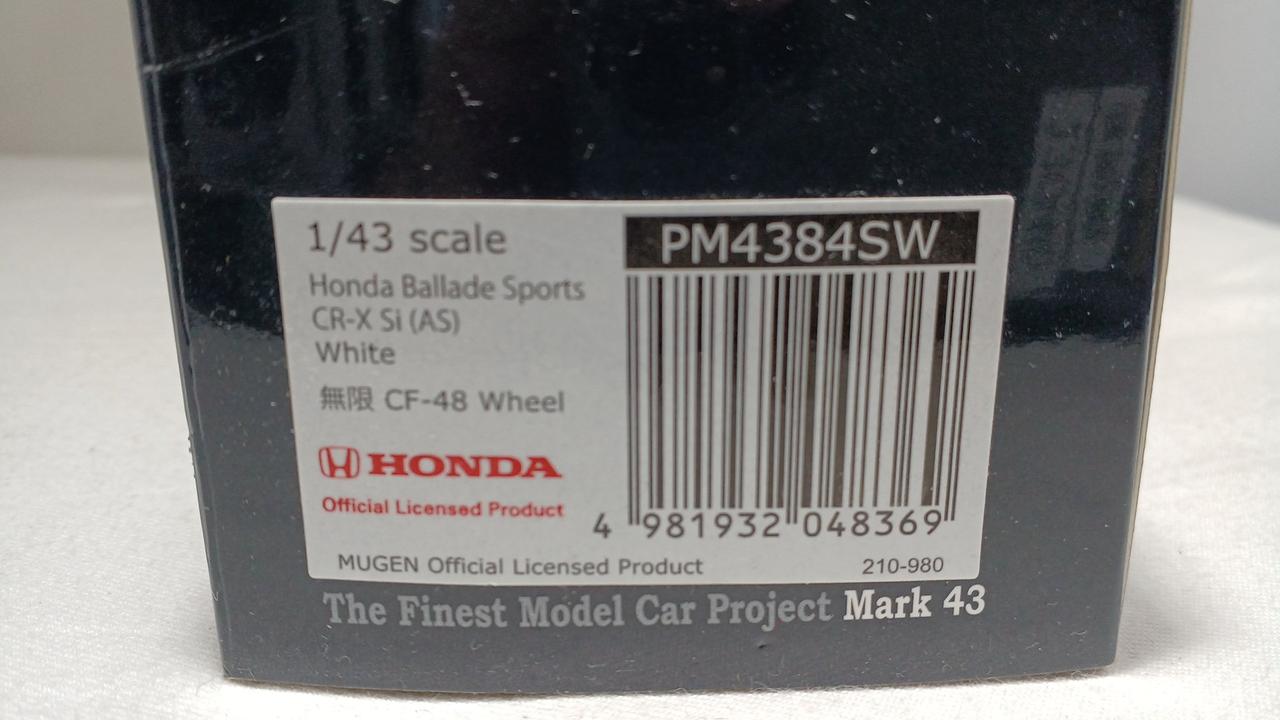 1/43 scale
PM4384SW
Honda Ballade Sports
CR-X Si (AS)
White
無限 CF-48 Wheel
HONDA
Official Licensed Product
4 981932 048369
MUGEN Official Licensed Product
210-980
The Finest Model Car Project Mark 43